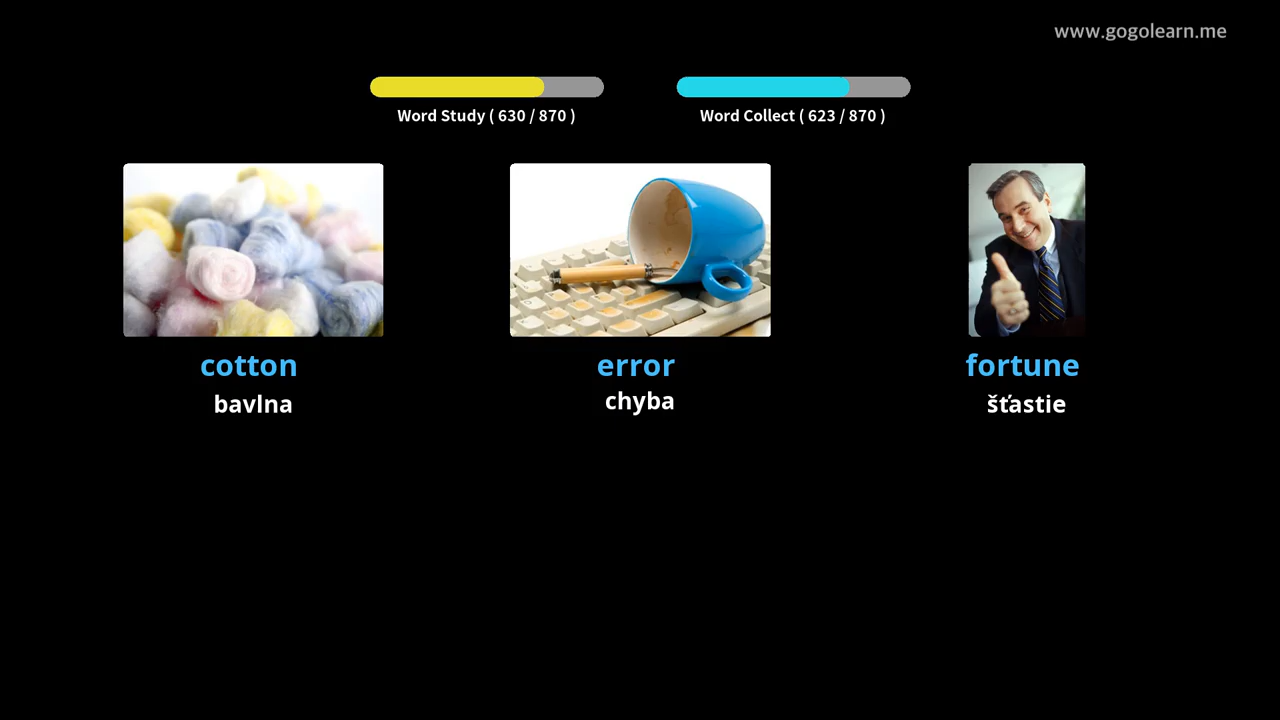 www.gogolearn.me
Word Study ( 630 / 870 )
Word Collect ( 623 / 870 )
cotton
error
fortune
bavlna
chyba
šťastie